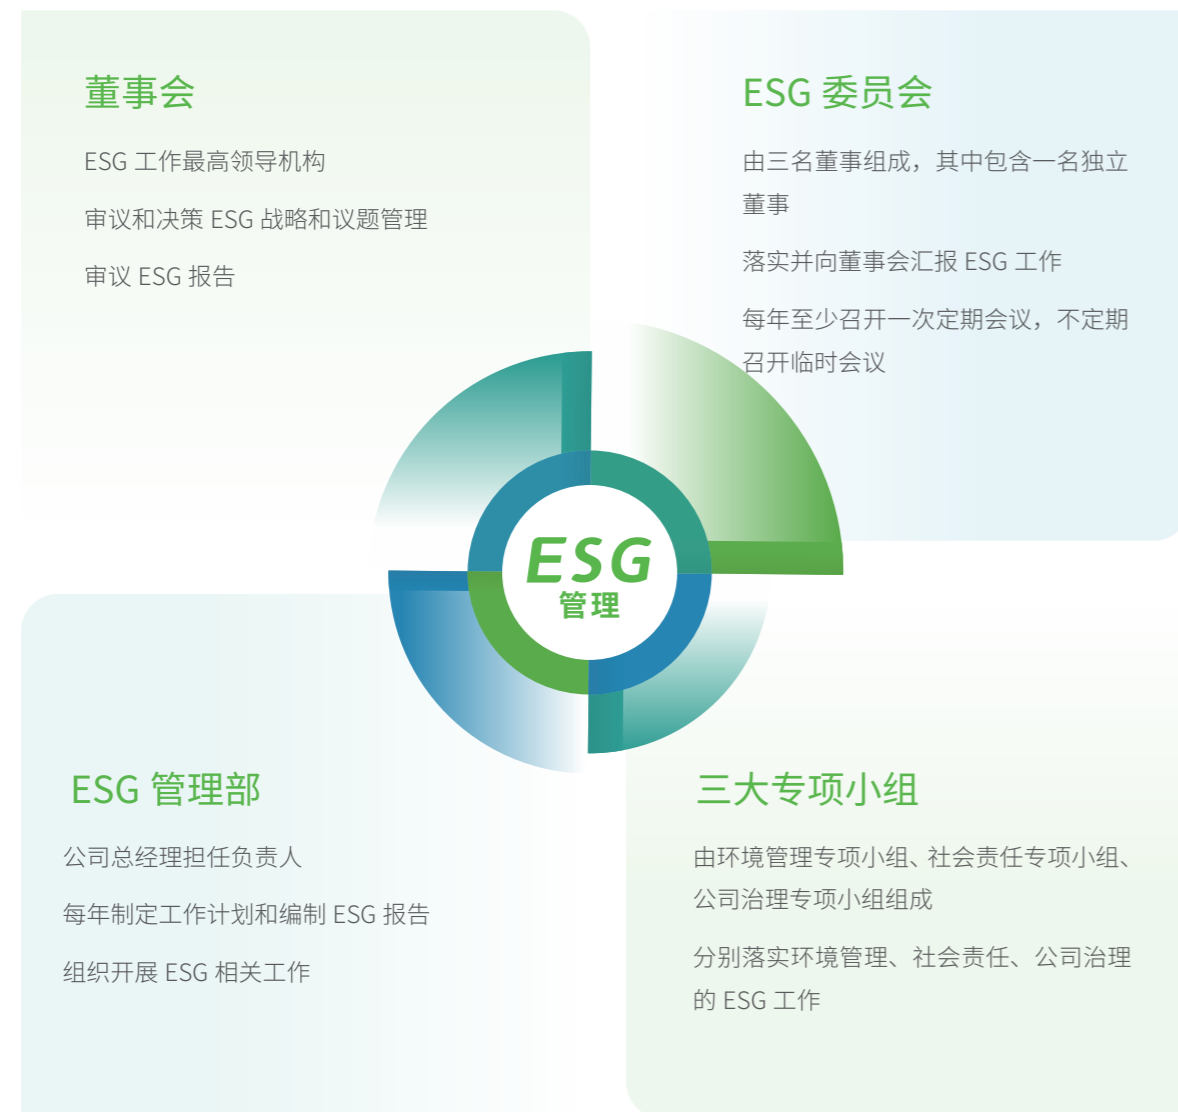 董事会
ESG 工作最高领导机构
审议和决策 ESG 战略和议题管理
审议 ESG 报告
ESG 委员会
由三名董事组成，其中包含一名独立
董事
落实并向董事会汇报 ESG 工作
每年至少召开一次定期会议，不定期
召开临时会议
ESG
管理
ESG 管理部
公司总经理担任负责人
每年制定工作计划和编制 ESG 报告
组织开展 ESG 相关工作
三大专项小组
由环境管理专项小组、社会责任专项小组、
公司治理专项小组组成
分别落实环境管理、社会责任、公司治理
的 ESG 工作